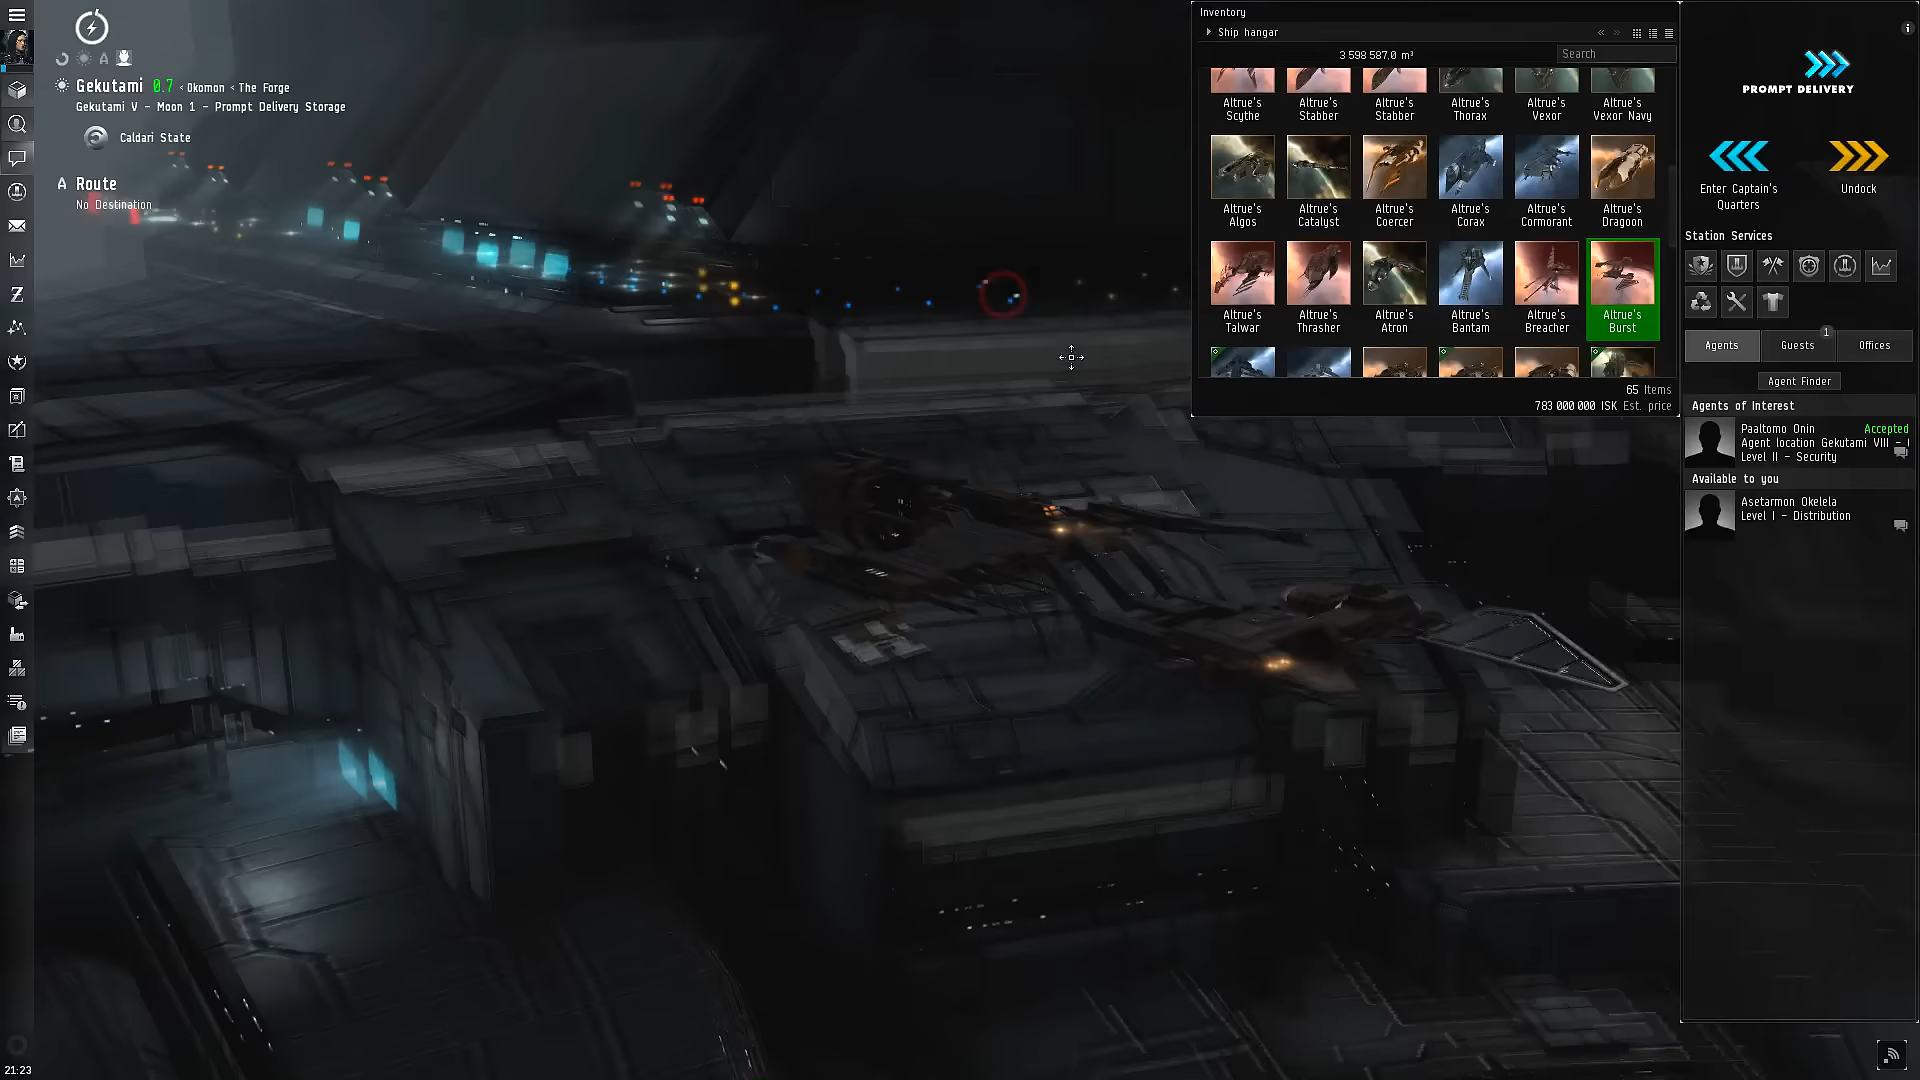 Gekutami 0.7 < Okomon < The Forge
Gekutami V - Moon 1 - Prompt Delivery Storage
Caldari State
A Route
No Destination
21:23
Inventory
Ship hangar
3 598 587,0 m³
Search
Altrue's Scythe
Altrue's Stabber
Altrue's Stabber
Altrue's Thorax
Altrue's Vexor
Altrue's Vexor Navy
Altrue's Algos
Altrue's Catalyst
Altrue's Coercer
Altrue's Corax
Altrue's Cormorant
Altrue's Dragoon
Altrue's Talwar
Altrue's Thrasher
Altrue's Atron
Altrue's Bantam
Altrue's Breacher
Altrue's Burst
65 Items
783 000 000 ISK Est. price
PROMPT DELIVERY
Enter Captain's
Quarters
Undock
Station Services
Agents
Guests
1
Offices
Agent Finder
Agents of Interest
Paaltomo Onin Accepted
Agent location Gekutami VIII -
Level II - Security
Available to you
Asetarmon Okelela
Level I - Distribution